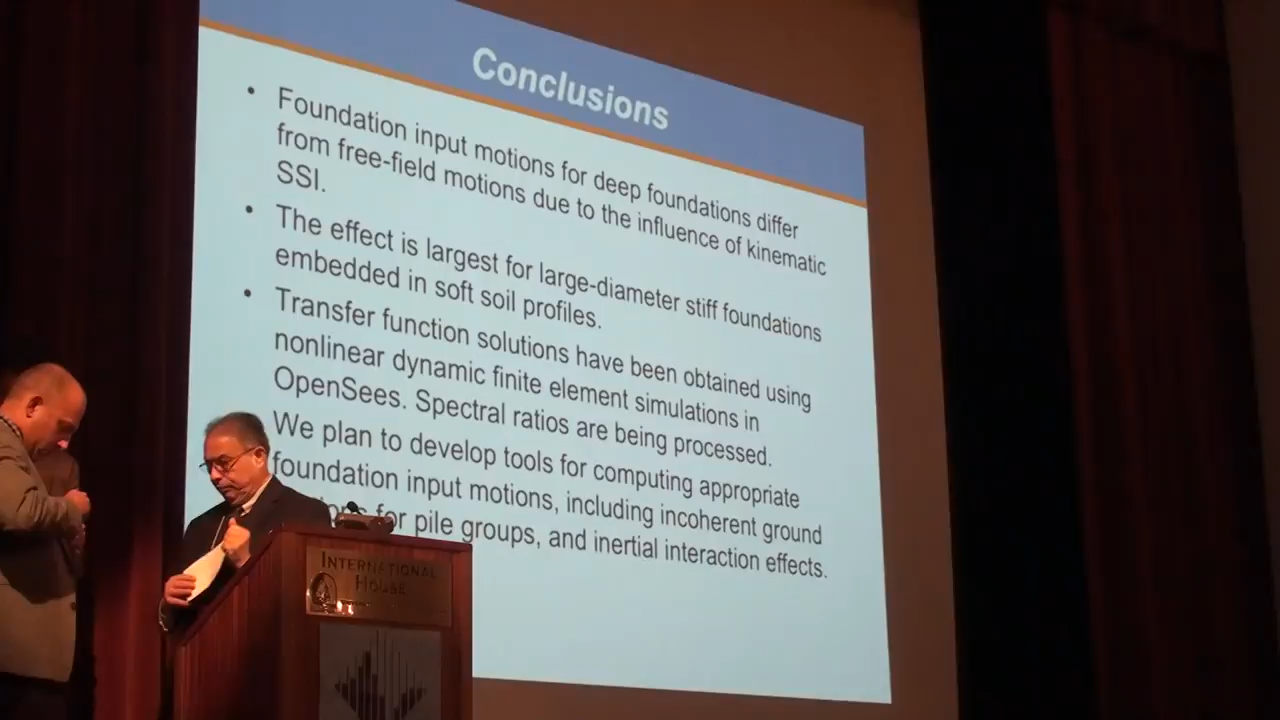 Conclusions
• Foundation input motions for deep foundations differ
from free-field motions due to the influence of kinematic
SSI.
• The effect is largest for large-diameter stiff foundations
embedded in soft soil profiles.
• Transfer function solutions have been obtained using
nonlinear dynamic finite element simulations in
OpenSees. Spectral ratios are being processed.
We plan to develop tools for computing appropriate
foundation input motions, including incoherent ground
for pile groups, and inertial interaction effects.
INTERNATIONAL
HOUSE